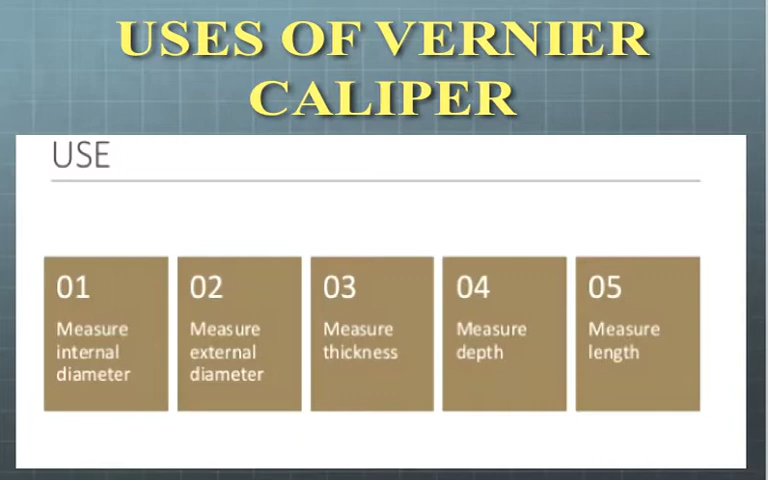 USES OF VERNIER
CALIPER
USE
01
Measure
internal
diameter
02
Measure
external
diameter
03
Measure
thickness
04
Measure
depth
05
Measure
length